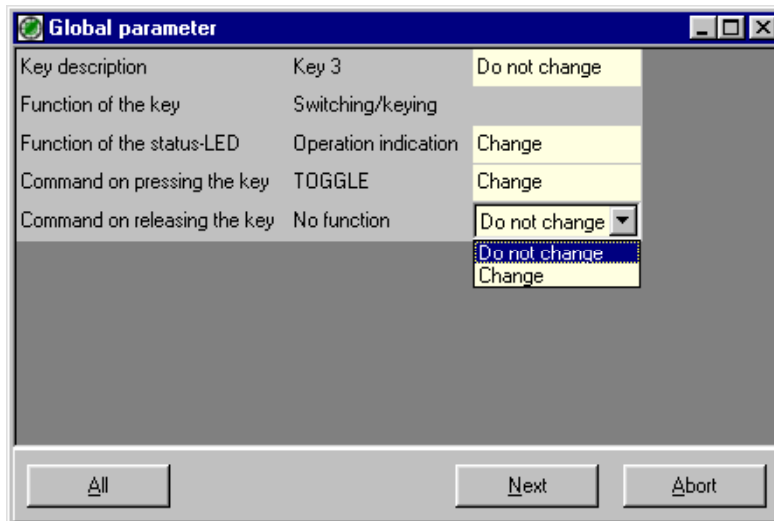 Global parameter
Key description Key 3 Do not change
Function of the key Switching/keying
Function of the status-LED Operation indication Change
Command on pressing the key TOGGLE Change
Command on releasing the key No function Do not change
Do not change
Change
All Next Abort